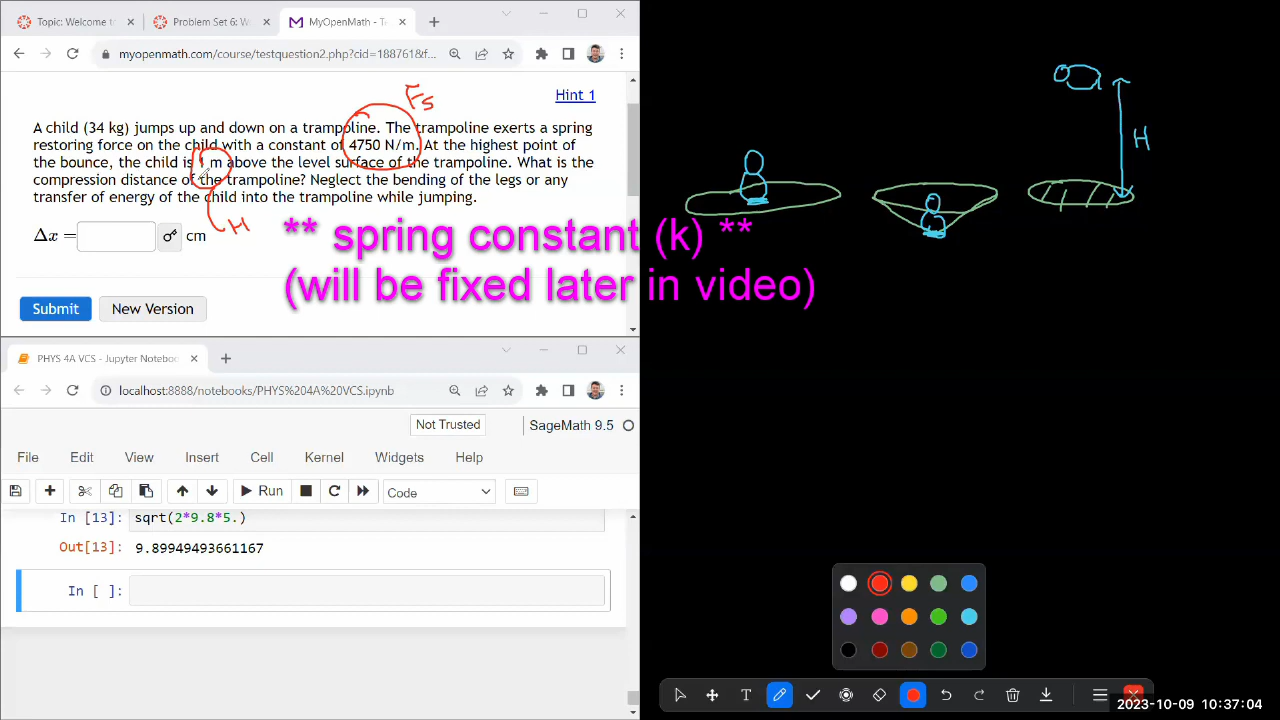 Topic: Welcome to
Problem Set 6: W
MyOpenMath - Te
myopenmath.com/course/testquestion2.php?cid=188761&f...
Hint 1
Fs
A child (34 kg) jumps up and down on a trampoline. The trampoline exerts a spring
restoring force on the child with a constant of 4750 N/m. At the highest point of
the bounce, the child is 1 m above the level surface of the trampoline. What is the
compression distance of the trampoline? Neglect the bending of the legs or any
transfer of energy of the child into the trampoline while jumping.
H
Δx =
σ
cm
** spring constant (k) **
(will be fixed later in video)
Submit
New Version
H
PHYS 4A VCS - Jupyter Notebo
localhost:8888/notebooks/PHYS%204A%20VCS.ipynb
Not Trusted
SageMath 9.5
File Edit View Insert Cell Kernel Widgets Help
Run
Code
In [13]: sqrt(2*9.8*5.)
Out[13]: 9.89949493661167
In [ ]:
T
2023-10-09 10:37:04